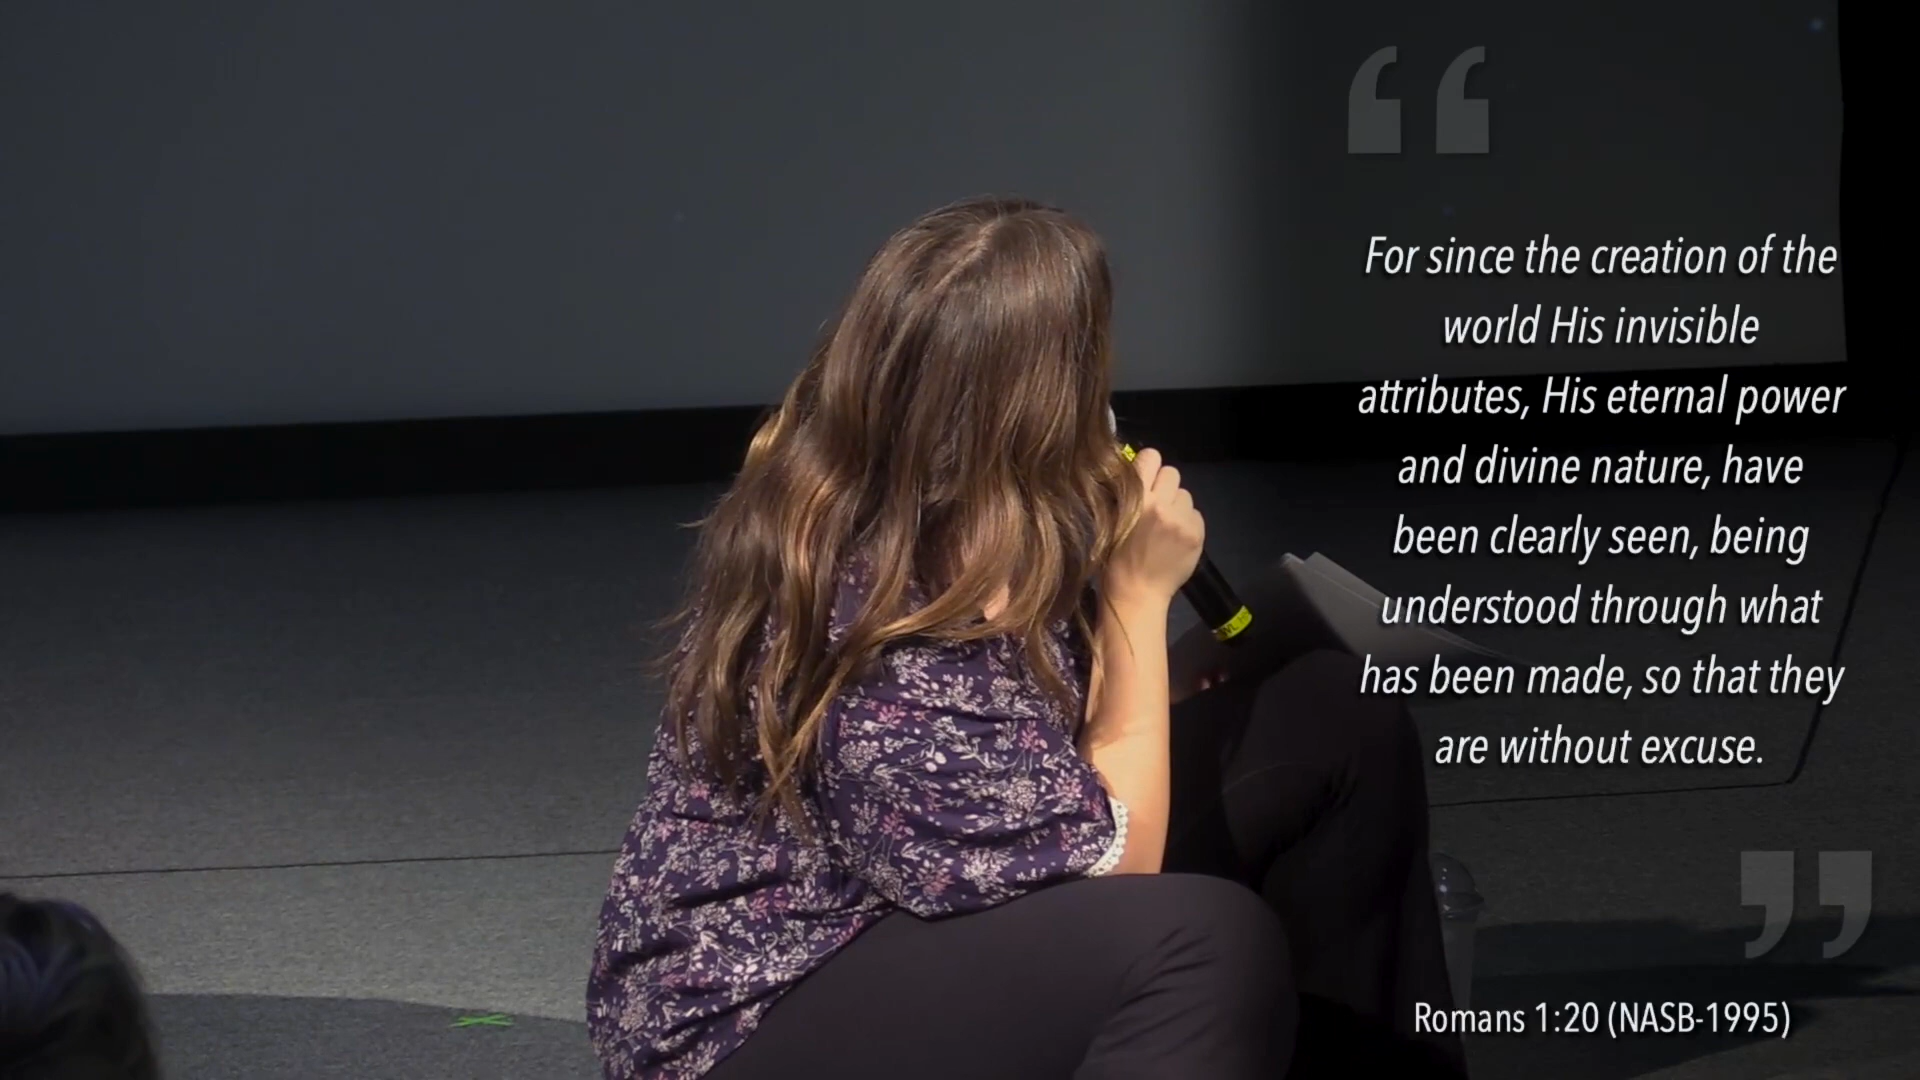 “
For since the creation of the
world His invisible
attributes, His eternal power
and divine nature, have
been clearly seen, being
understood through what
has been made, so that they
are without excuse.
”
Romans 1:20 (NASB-1995)